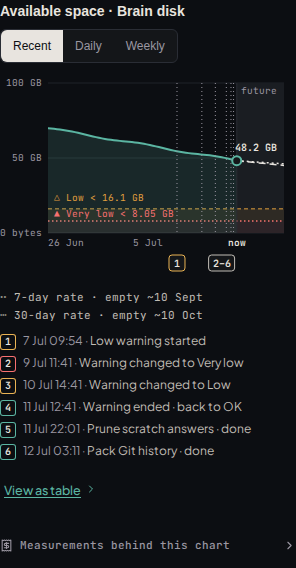 Available space · Brain disk
Recent Daily Weekly
100 GB
future
48.2 GB
50 GB
△ Low < 16.1 GB
▲ Very low < 8.05 GB
0 bytes
26 Jun 5 Jul now
1 2–6
7-day rate · empty ~10 Sept
30-day rate · empty ~10 Oct
1 7 Jul 09:54 · Low warning started
2 9 Jul 11:41 · Warning changed to Very low
3 10 Jul 14:41 · Warning changed to Low
4 11 Jul 12:41 · Warning ended · back to OK
5 11 Jul 22:01 · Prune scratch answers · done
6 12 Jul 03:11 · Pack Git history · done
View as table
Measurements behind this chart